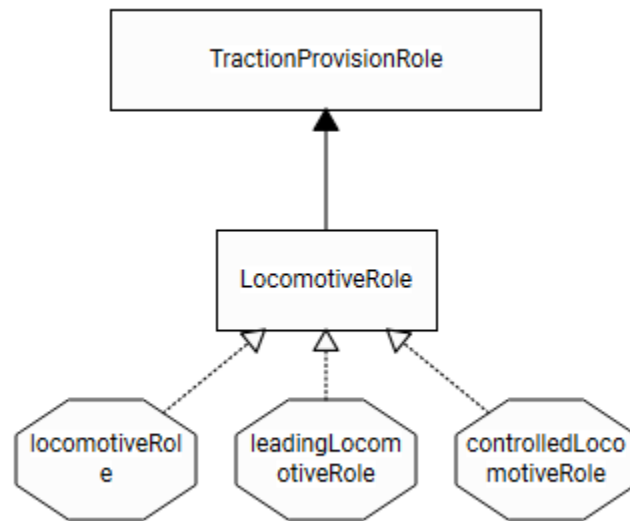 TractionProvisionRole
LocomotiveRole
locomotiveRol
e
leadingLocom
otiveRole
controlledLoco
motiveRole